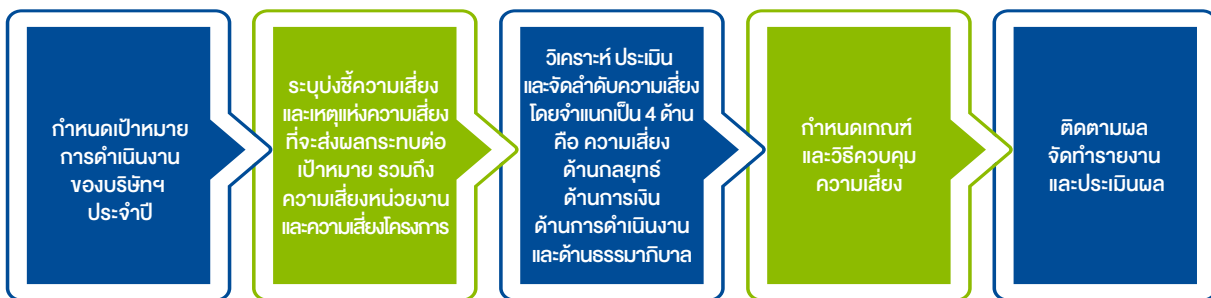 กำหนดเป้าหมาย
การดำเนินงาน
ของบริษัทฯ
ประจำปี
ระบุบ่งชี้ความเสี่ยง
และเหตุแห่งความเสี่ยง
ที่จะส่งผลกระทบต่อ
เป้าหมาย รวมถึง
ความเสี่ยงหน่วยงาน
และความเสี่ยงโครงการ
วิเคราะห์ ประเมิน
และจัดลำดับความเสี่ยง
โดยจำแนกเป็น 4 ด้าน
คือ ความเสี่ยง
ด้านกลยุทธ์
ด้านการเงิน
ด้านการดำเนินงาน
และด้านธรรมาภิบาล
กำหนดเกณฑ์
และวิธีควบคุม
ความเสี่ยง
ติดตามผล
จัดทำรายงาน
และประเมินผล